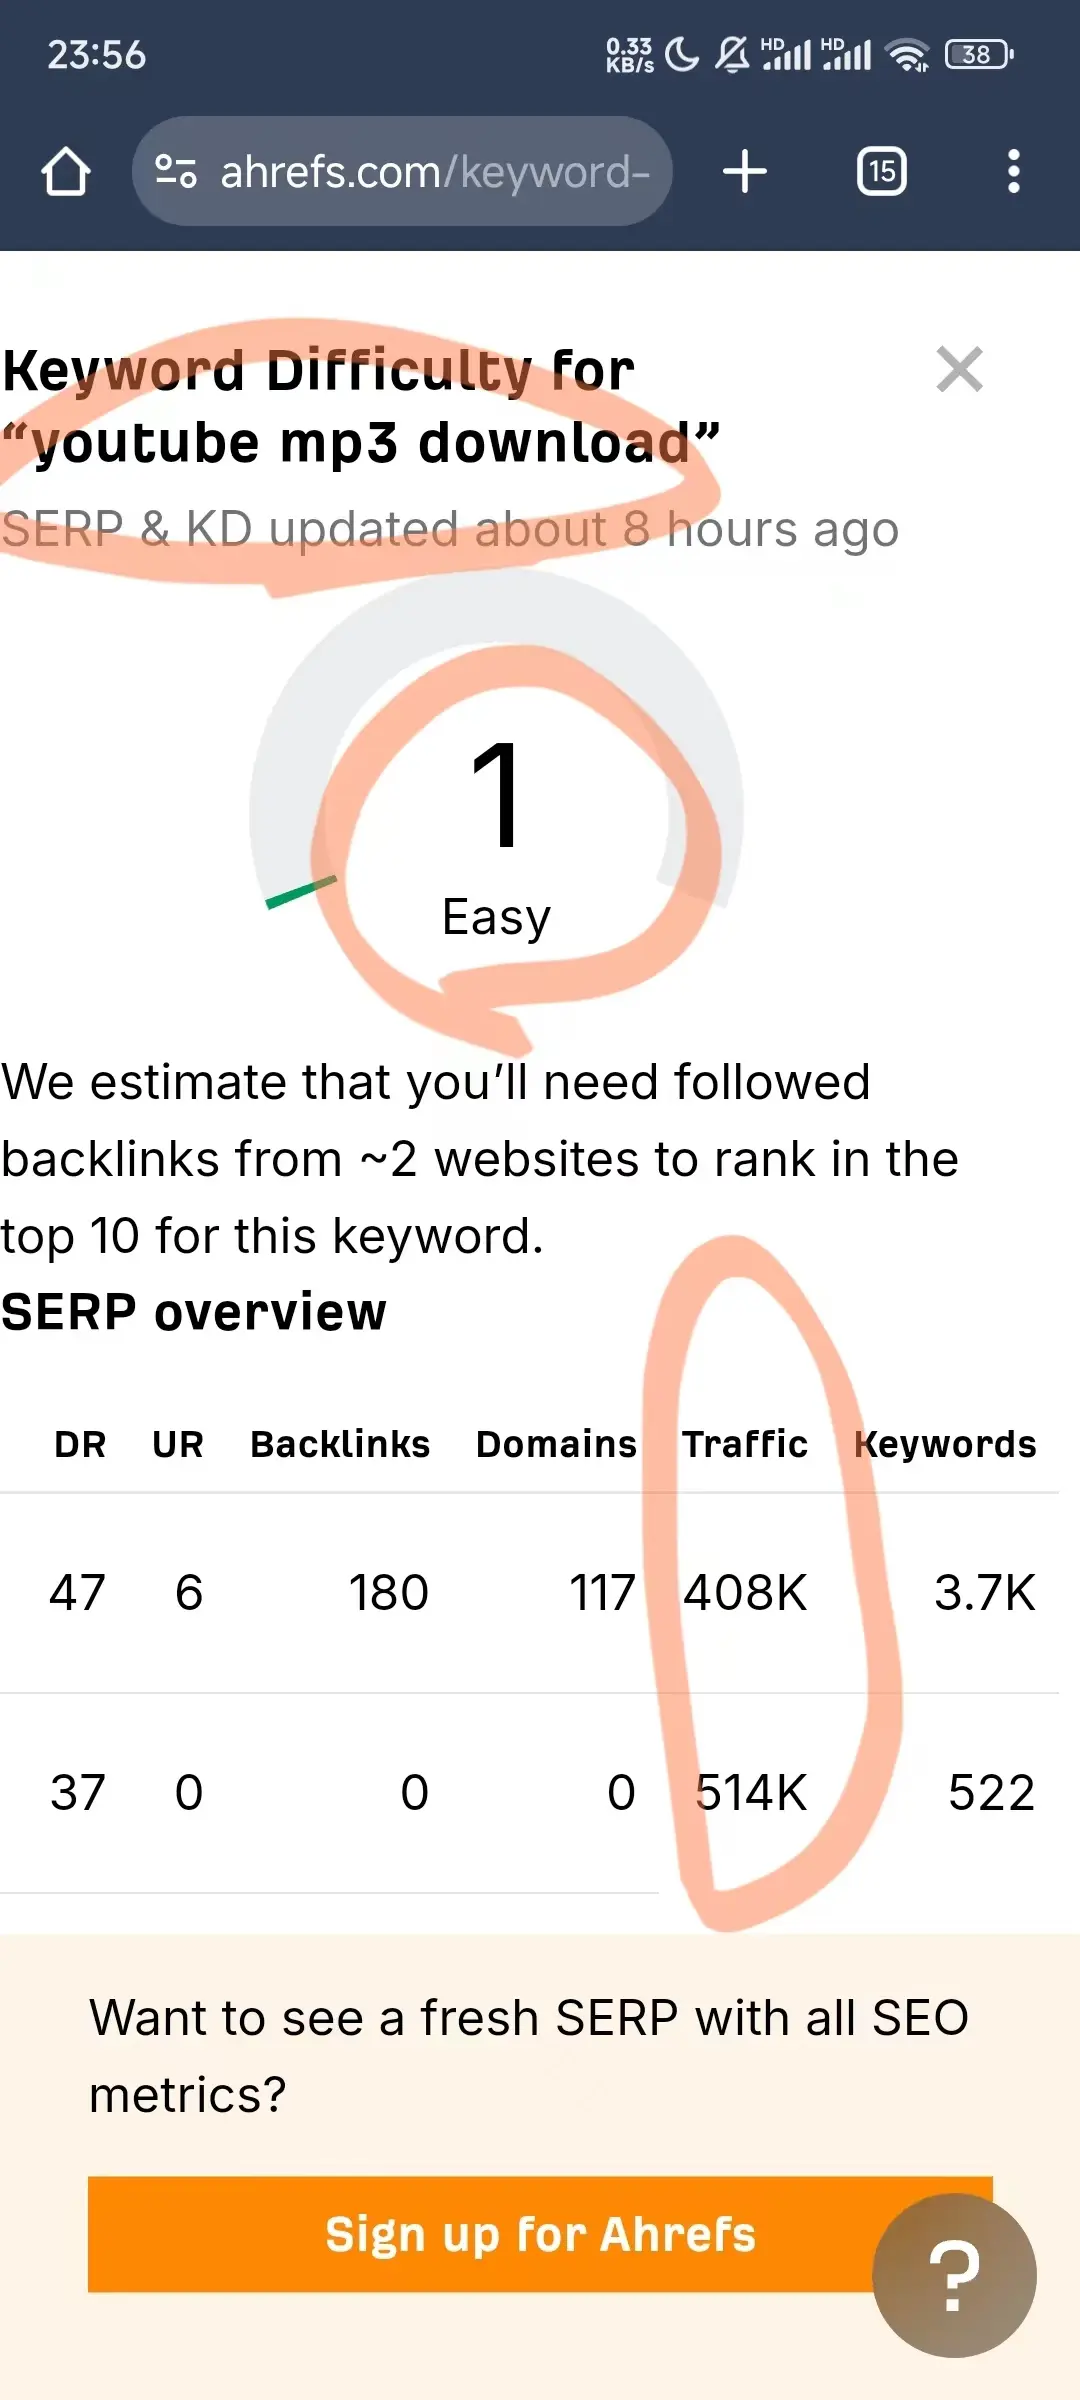 23:56
0.33 KB/s HD HD 38
ahrefs.com/keyword-
15
Keyword Difficulty for
“youtube mp3 download”
SERP & KD updated about 8 hours ago
1
Easy
We estimate that you’ll need followed
backlinks from ~2 websites to rank in the
top 10 for this keyword.
SERP overview
DR UR Backlinks Domains Traffic Keywords
47 6 180 117 408K 3.7K
37 0 0 0 514K 522
Want to see a fresh SERP with all SEO
metrics?
Sign up for Ahrefs
?